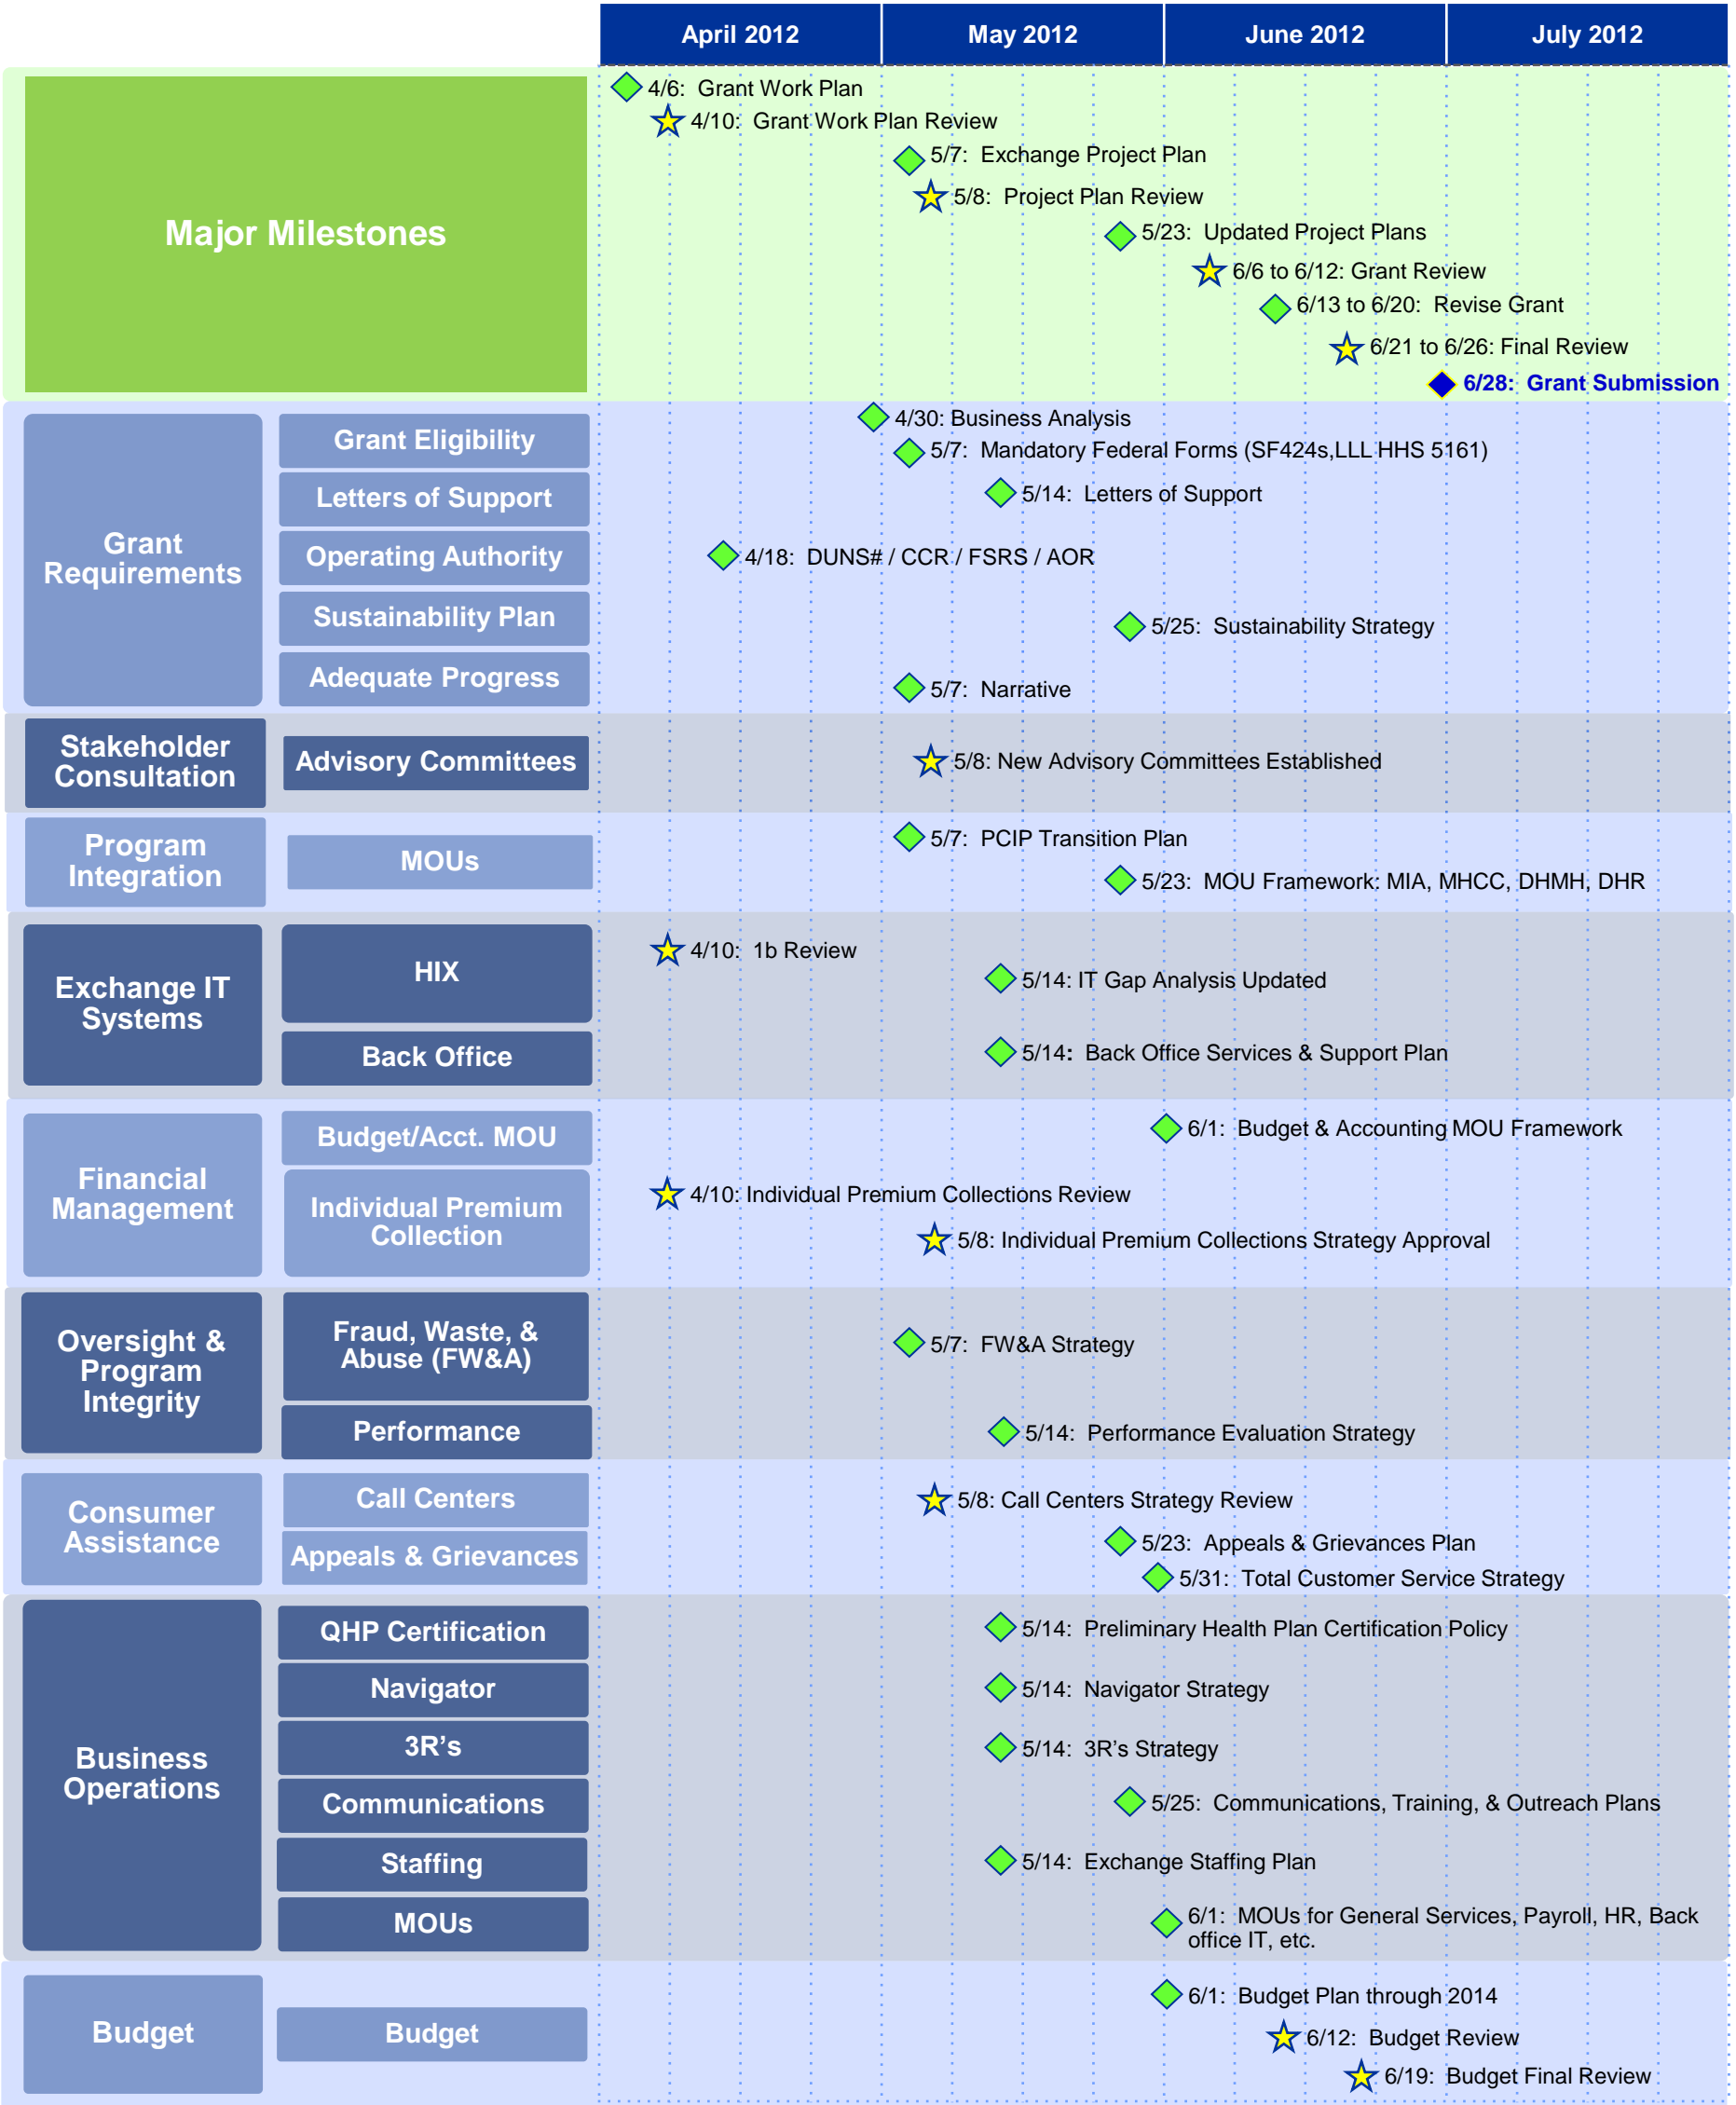 April 2012
May 2012
June 2012
July 2012
Major Milestones
4/6:  Grant Work Plan
4/10:  Grant Work Plan Review
5/7:  Exchange Project Plan
5/8:  Project Plan Review
5/23:  Updated Project Plans
6/6 to 6/12: Grant Review
6/13 to 6/20:  Revise Grant
6/21 to 6/26: Final Review
6/28:  Grant Submission
Grant
Requirements
Grant Eligibility
4/30: Business Analysis
5/7:  Mandatory Federal Forms (SF424s,LLL HHS 5161)
Letters of Support
5/14:  Letters of Support
Operating Authority
4/18:  DUNS# / CCR / FSRS / AOR
Sustainability Plan
5/25:  Sustainability Strategy
Adequate Progress
5/7:  Narrative
Stakeholder
Consultation
Advisory Committees
5/8: New Advisory Committees Established
Program
Integration
MOUs
5/7:  PCIP Transition Plan
5/23:  MOU Framework: MIA, MHCC, DHMH, DHR
Exchange IT
Systems
HIX
4/10:  1b Review
5/14: IT Gap Analysis Updated
Back Office
5/14:  Back Office Services & Support Plan
Financial
Management
Budget/Acct. MOU
6/1:  Budget & Accounting MOU Framework
Individual Premium
Collection
4/10: Individual Premium Collections Review
5/8: Individual Premium Collections Strategy Approval
Oversight &
Program
Integrity
Fraud, Waste, &
Abuse (FW&A)
5/7:  FW&A Strategy
Performance
5/14:  Performance Evaluation Strategy
Consumer
Assistance
Call Centers
5/8: Call Centers Strategy Review
Appeals & Grievances
5/23:  Appeals & Grievances Plan
5/31:  Total Customer Service Strategy
Business
Operations
QHP Certification
5/14:  Preliminary Health Plan Certification Policy
Navigator
5/14:  Navigator Strategy
3R's
5/14:  3R's Strategy
Communications
5/25:  Communications, Training, & Outreach Plans
Staffing
5/14:  Exchange Staffing Plan
MOUs
6/1:  MOUs for General Services, Payroll, HR, Back
office IT, etc.
Budget
Budget
6/1:  Budget Plan through 2014
6/12:  Budget Review
6/19:  Budget Final Review